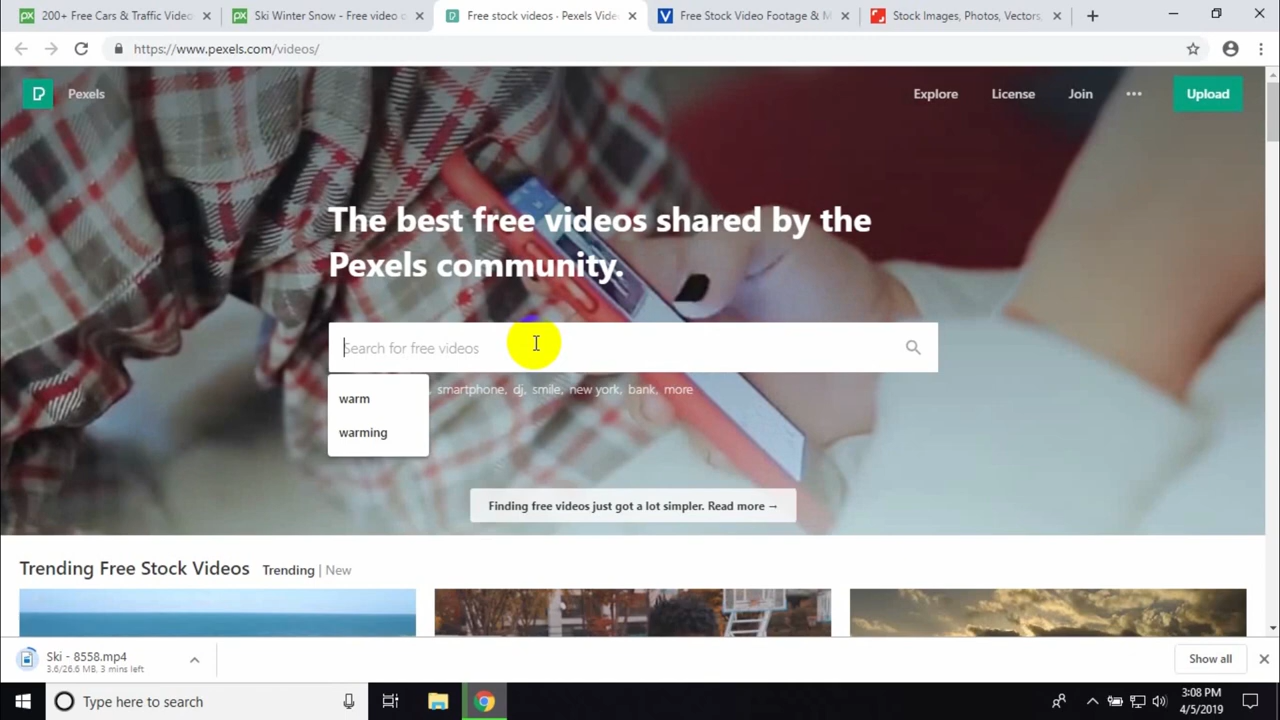 200+ Free Cars & Traffic Video
Ski Winter Snow - Free video o
Free stock videos · Pexels Vide
Free Stock Video Footage & M
Stock Images, Photos, Vectors,
https://www.pexels.com/videos/
Pexels
Explore
License
Join
Upload
The best free videos shared by the
Pexels community.
Search for free videos
smartphone, dj, smile, new york, bank, more
warm
warming
Finding free videos just got a lot simpler. Read more →
Trending Free Stock Videos
Trending | New
Ski - 8558.mp4
3.6/26.6 MB, 3 mins left
Show all
Type here to search
3:08 PM
4/5/2019